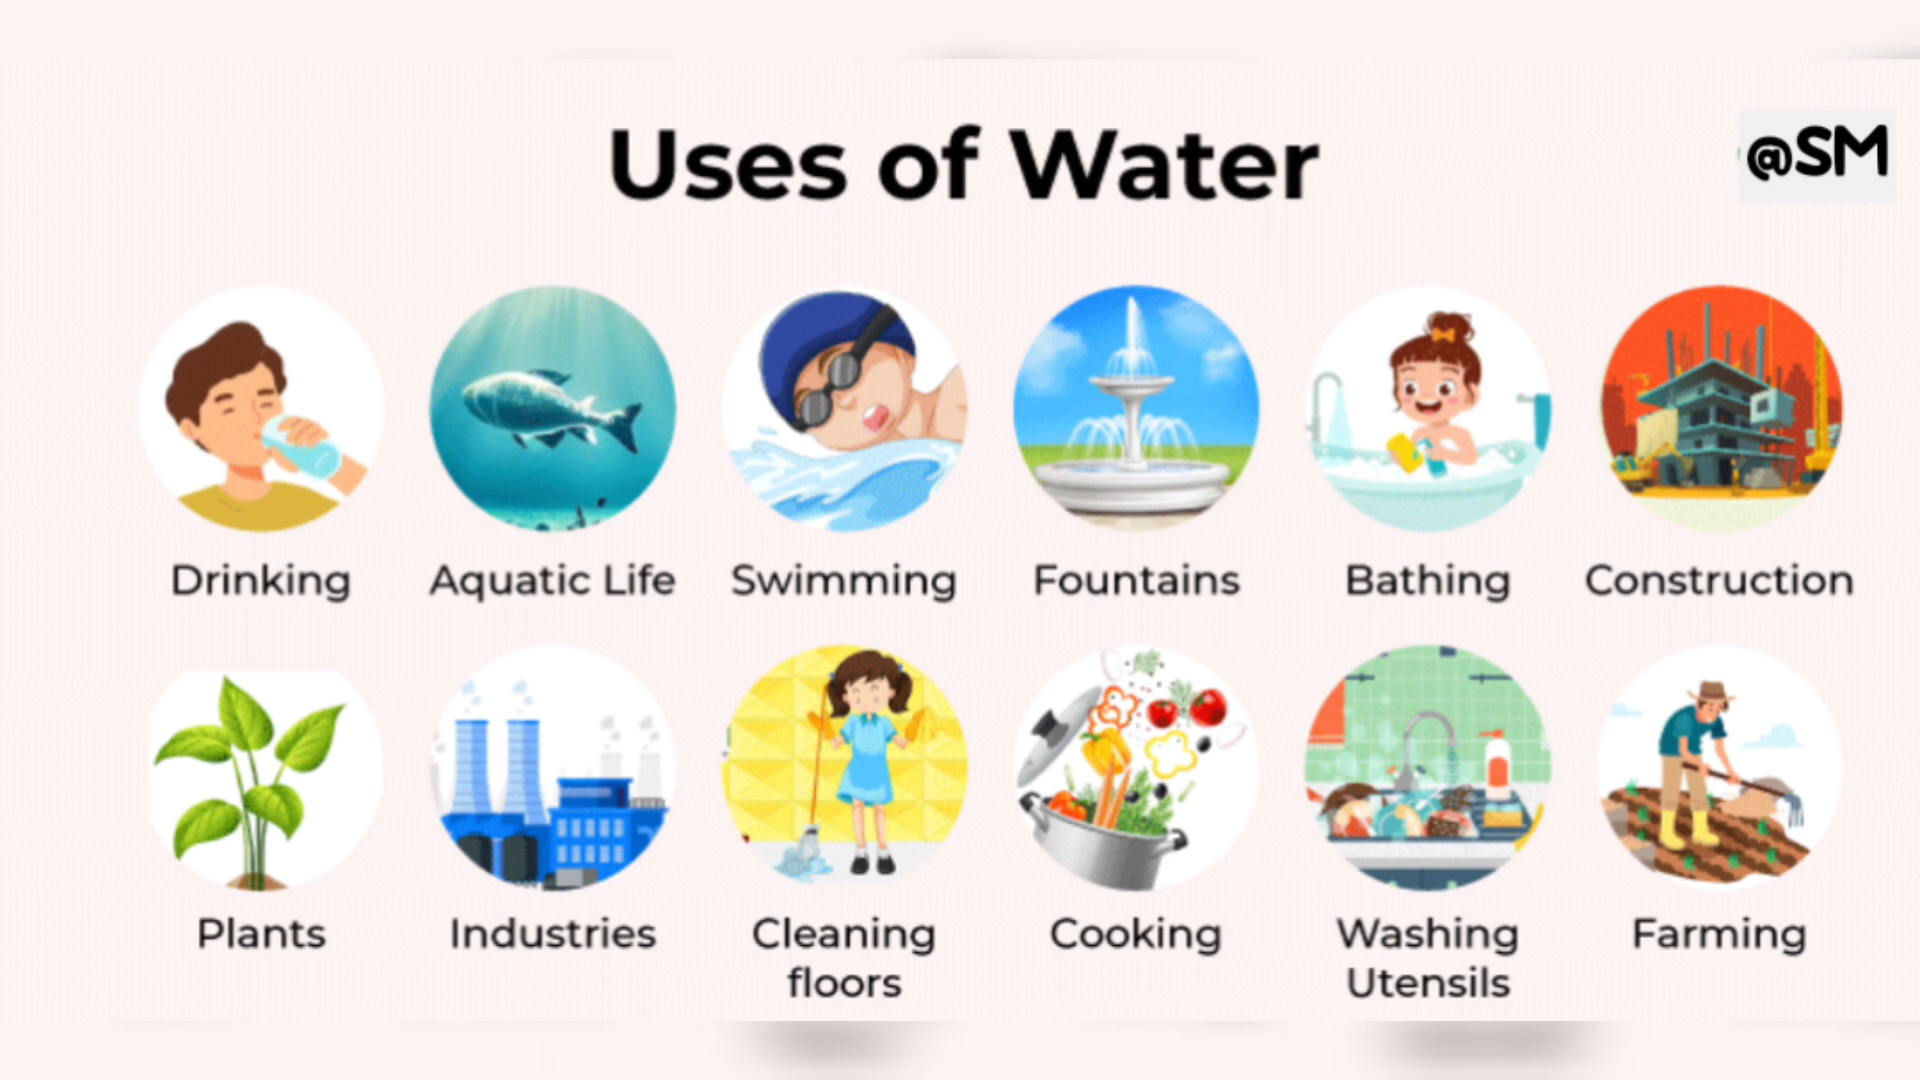 Uses of Water
@SM
Drinking
Aquatic Life
Swimming
Fountains
Bathing
Construction
Plants
Industries
Cleaning
floors
Cooking
Washing
Utensils
Farming